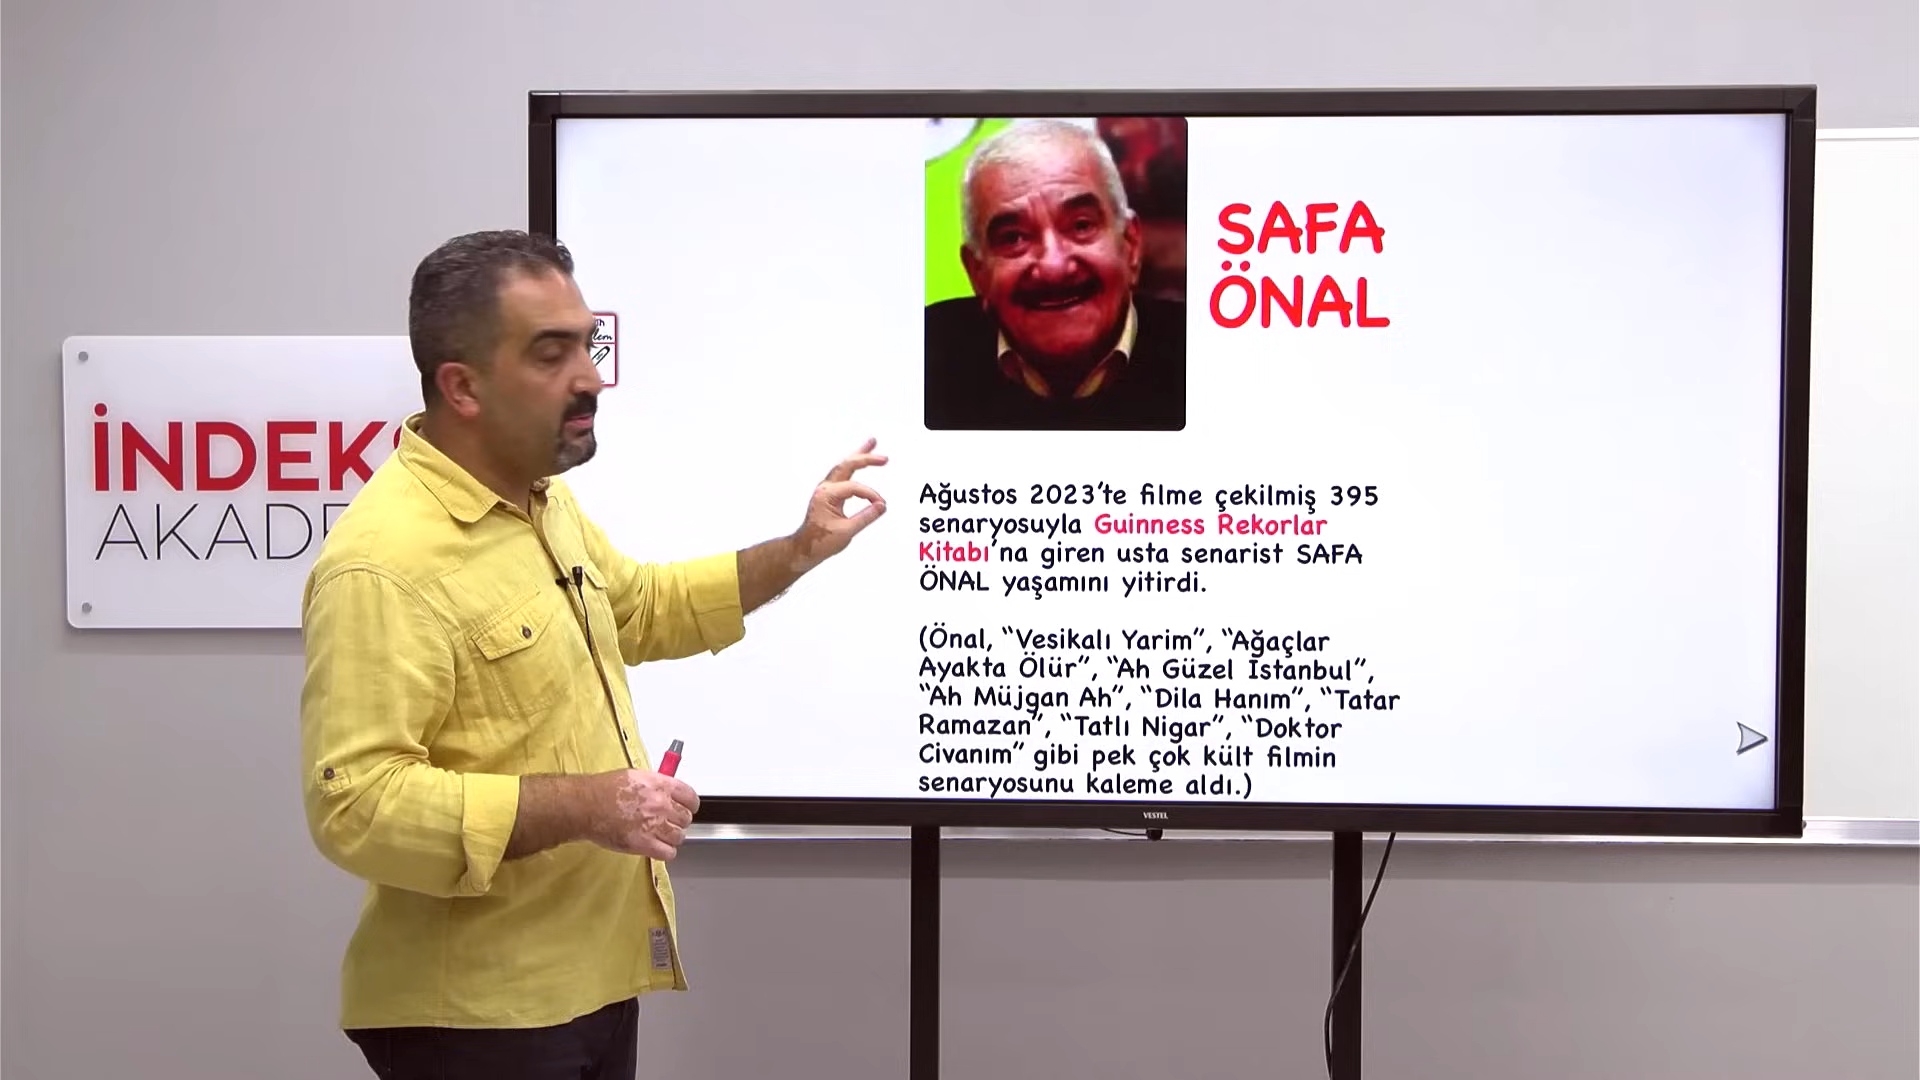 İNDEKS
AKADE
SAFA
ÖNAL
Ağustos 2023'te filme çekilmiş 395
senaryosuyla Guinness Rekorlar
Kitabı'na giren usta senarist SAFA
ÖNAL yaşamını yitirdi.
(Önal, “Vesikalı Yarim”, “Ağaçlar
Ayakta Ölür”, “Ah Güzel İstanbul”,
“Ah Müjgan Ah”, “Dila Hanım”, “Tatar
Ramazan”, “Tatlı Nigar”, “Doktor
Civanım” gibi pek çok kült filmin
senaryosunu kaleme aldı.)
VESTEL